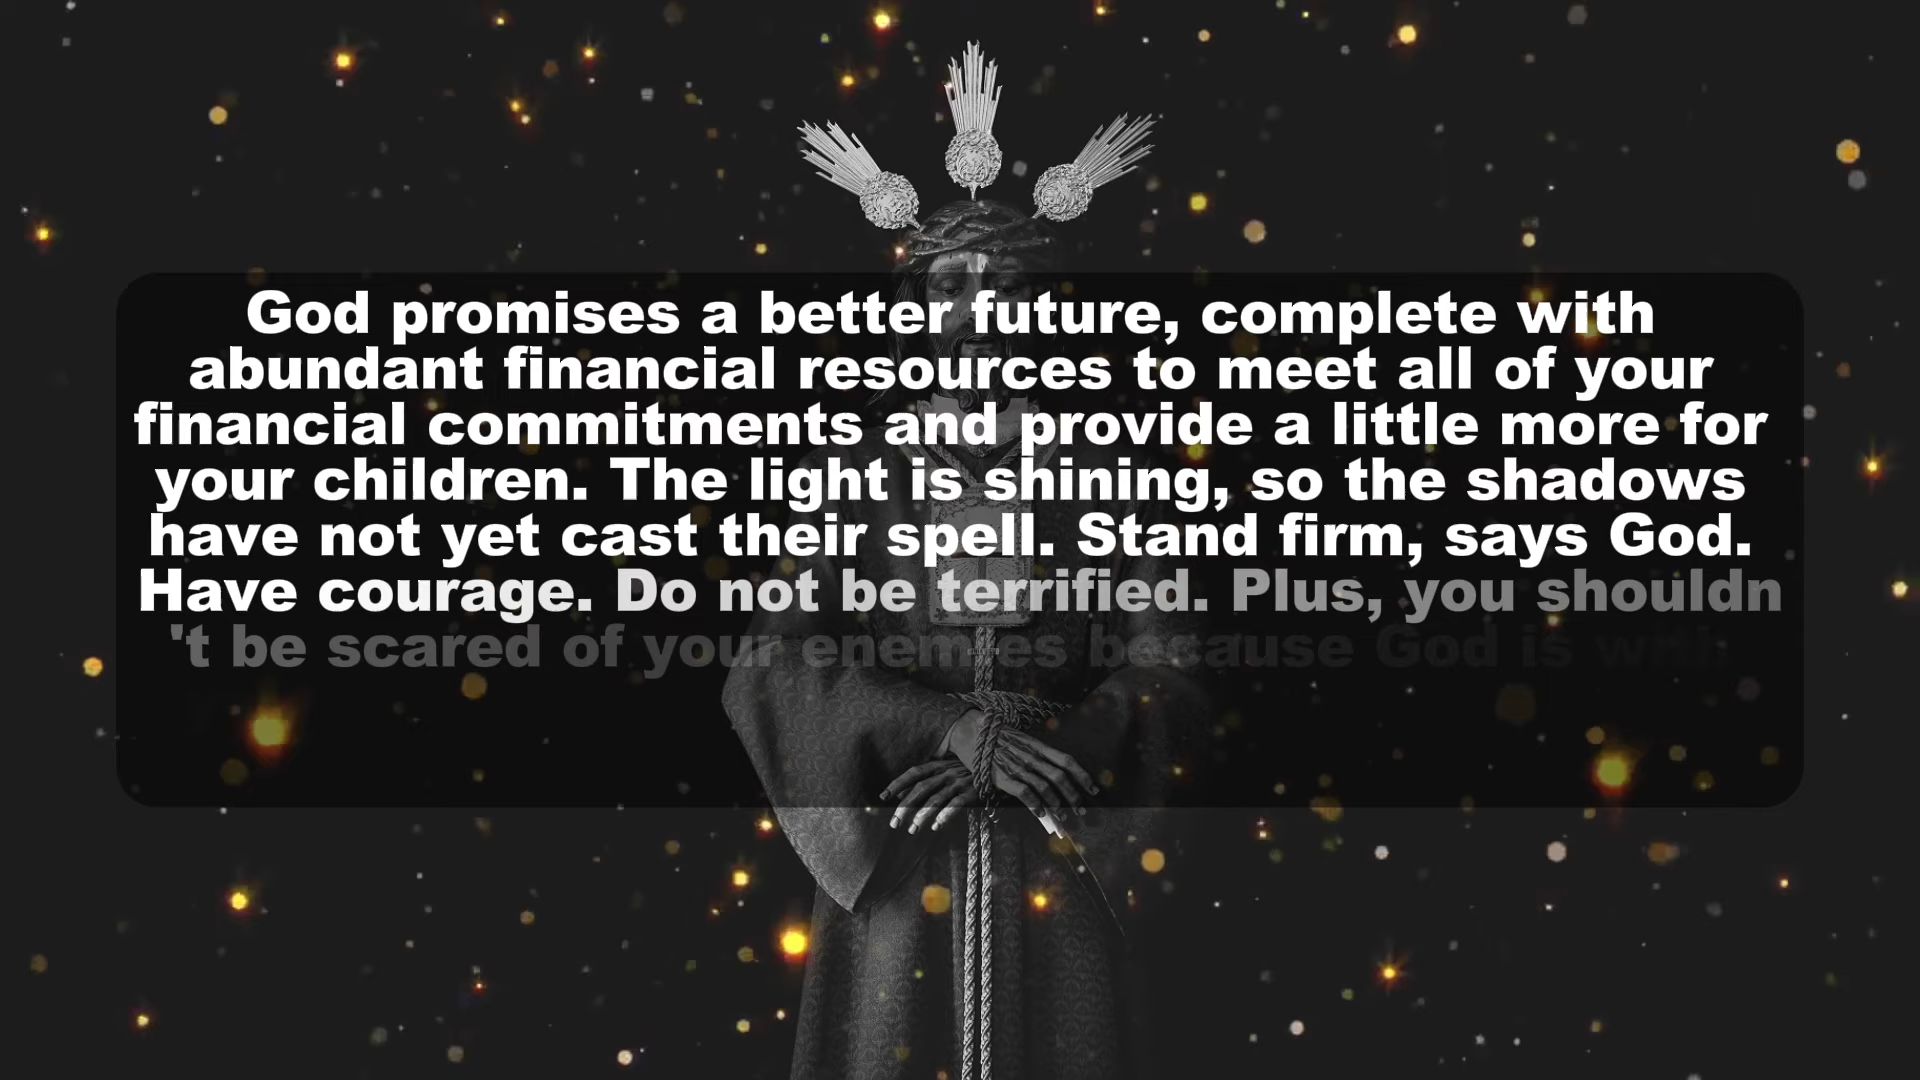 God promises a better future, complete with
abundant financial resources to meet all of your
financial commitments and provide a little more for
your children. The light is shining, so the shadows
have not yet cast their spell. Stand firm, says God.
Have courage. Do not be terrified. Plus, you shouldn
't be scared of your enemies because God is with